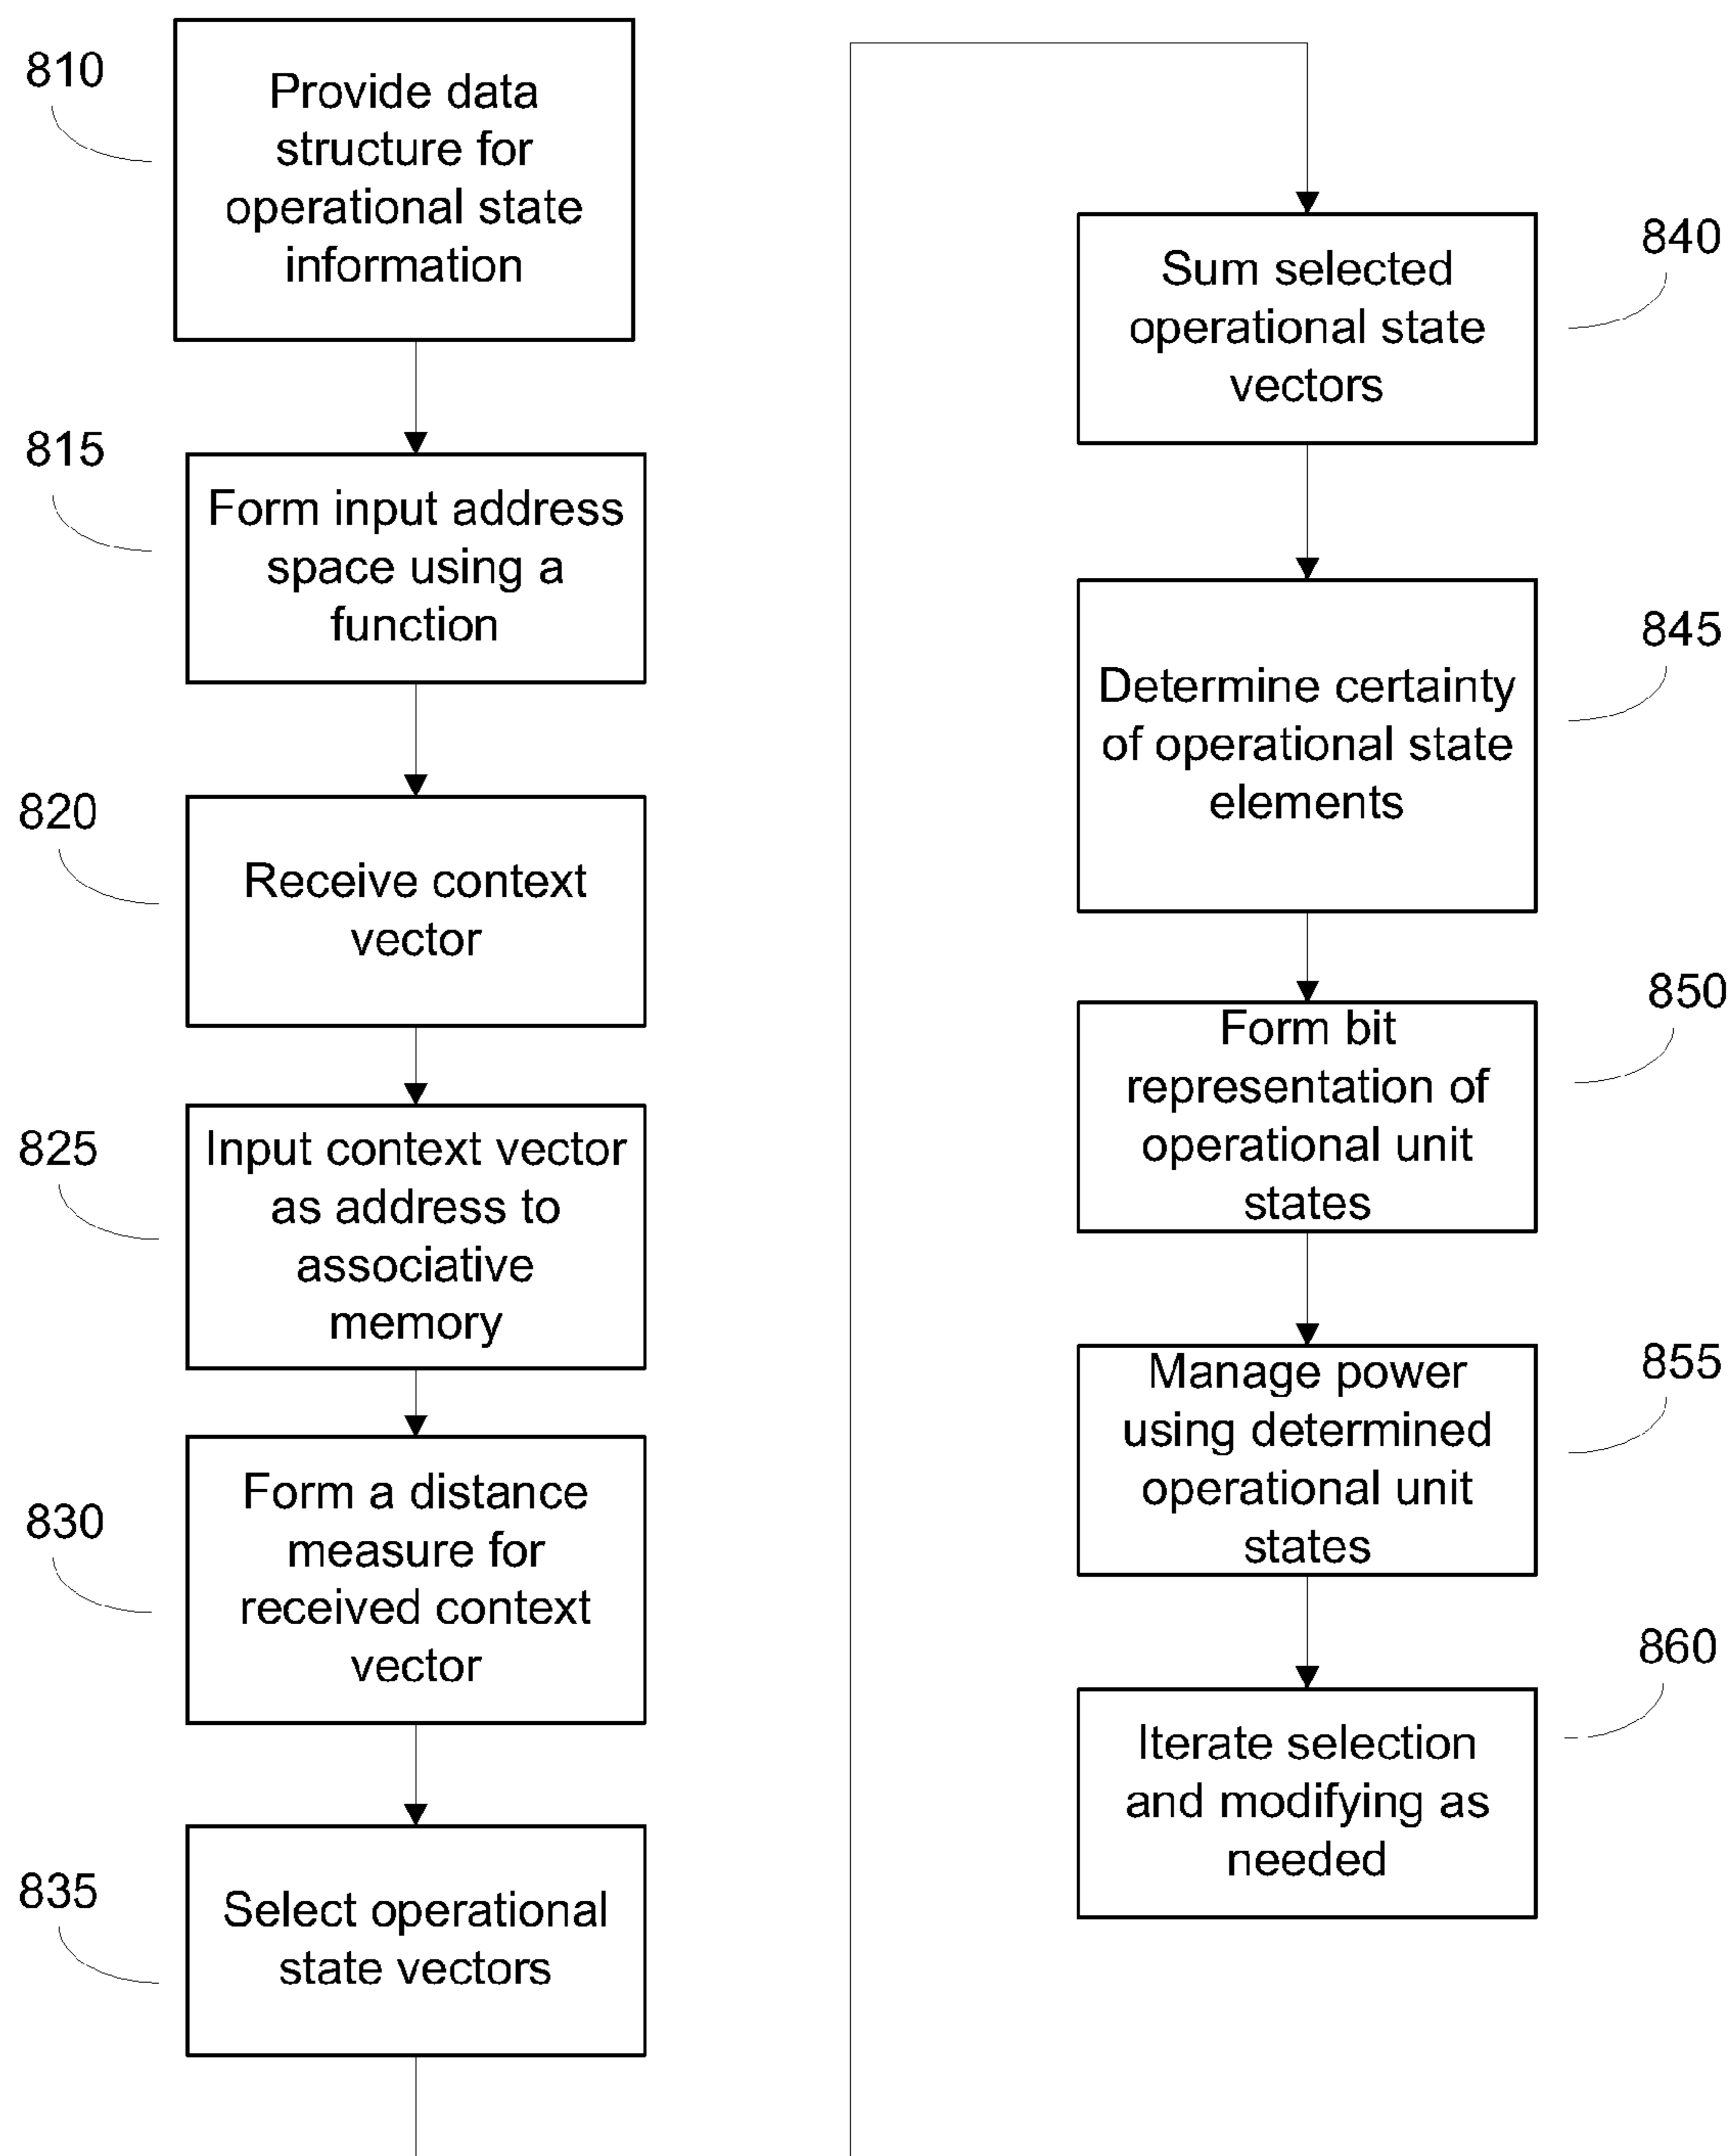 810
Provide data
structure for
operational state
information
815
Form input address
space using a
function
820
Receive context
vector
825
Input context vector
as address to
associative
memory
830
Form a distance
measure for
received context
vector
835
Select operational
state vectors
840
Sum selected
operational state
vectors
845
Determine certainty
of operational state
elements
850
Form bit
representation of
operational unit
states
855
Manage power
using determined
operational unit
states
860
Iterate selection
and modifying as
needed